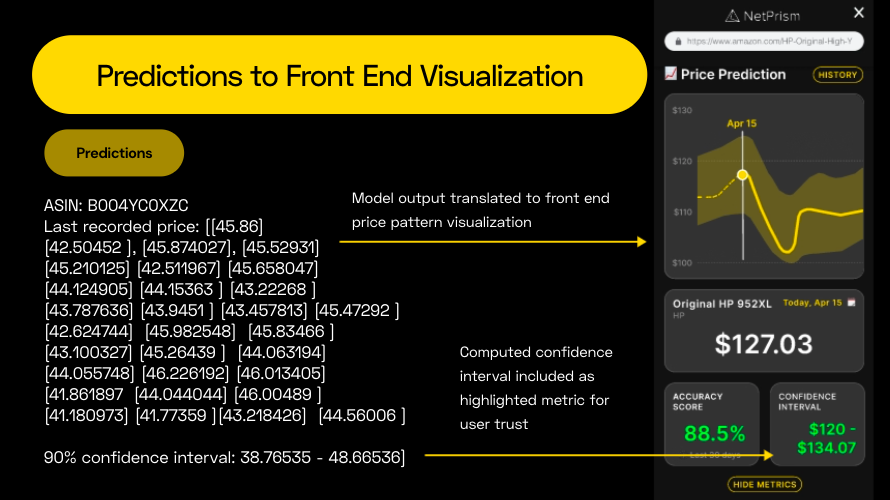 NetPrism X
https://www.amazon.com/HP-Original-High-Y
Predictions to Front End Visualization
Price Prediction HISTORY
$130
Apr 15
$120
$110
$100
Predictions
ASIN: B004YC0XZC
Last recorded price: [[45.86]
[42.50452 ], [45.874027], [45.52931]
[45.210125] [42.511967] [45.658047]
[44.124905] [44.15363 ] [43.22268 ]
[43.787636] [43.9451 ] [43.457813] [45.47292 ]
[42.624744] [45.982548] [45.83466 ]
[43.100327] [45.26439 ] [44.063194]
[44.055748] [46.226192] [46.013405]
[41.861897 [44.044044] [46.00489 ]
[41.180973] [41.77359 ][43.218426] [44.56006 ]
90% confidence interval: 38.76535 - 48.66536]
Model output translated to front end
price pattern visualization
Computed confidence
interval included as
highlighted metric for
user trust
Original HP 952XL Today, Apr 15
HP
$127.03
ACCURACY
SCORE
88.5%
Last 30 days
CONFIDENCE
INTERVAL
$120 -
$134.07
HIDE METRICS